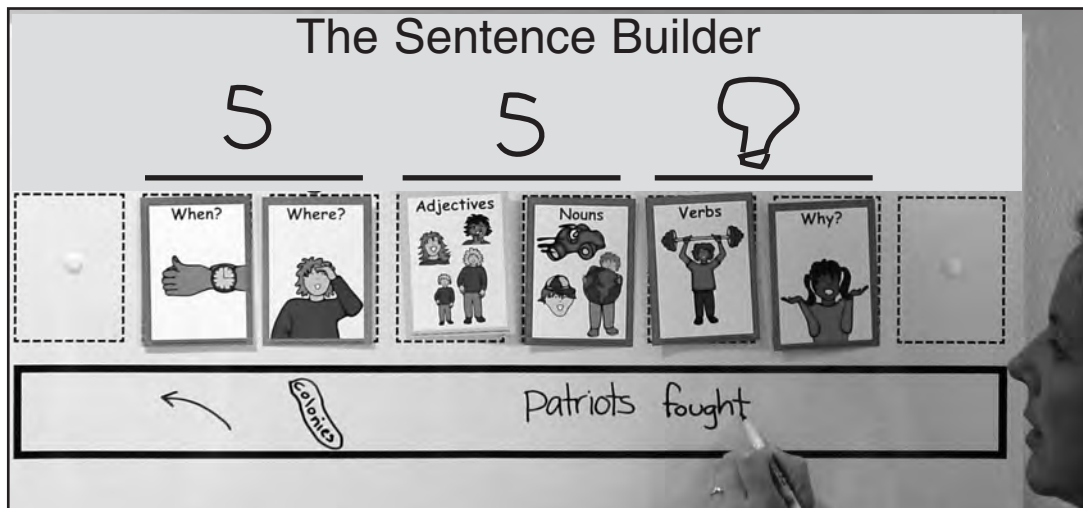 The Sentence Builder
5 5
When? Where? Adjectives Nouns Verbs Why?
colonies Patriots fought